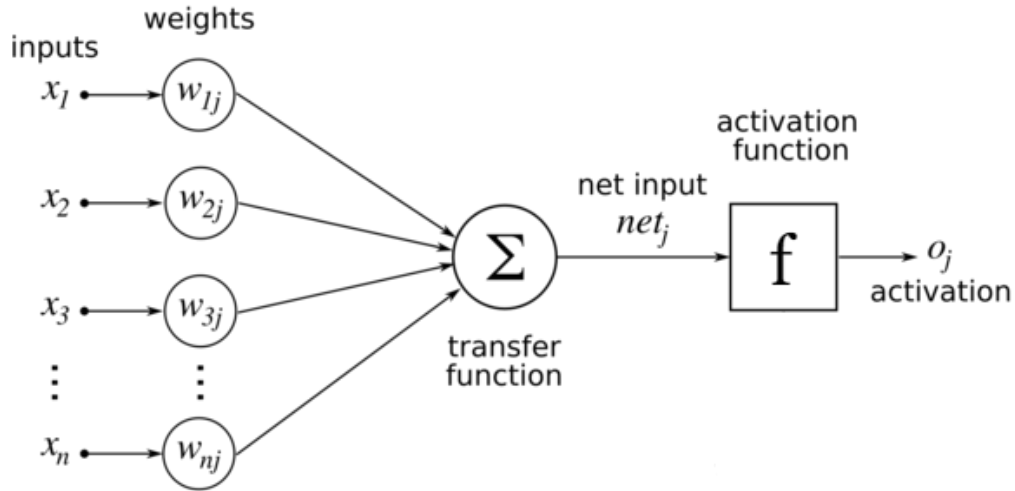 weights
inputs
x₁
w₁ⱼ
x₂
w₂ⱼ
x₃
w₃ⱼ
⋮ ⋮
xₙ
wₙⱼ
Σ
transfer
function
net input
netⱼ
activation
function
f
oⱼ
activation